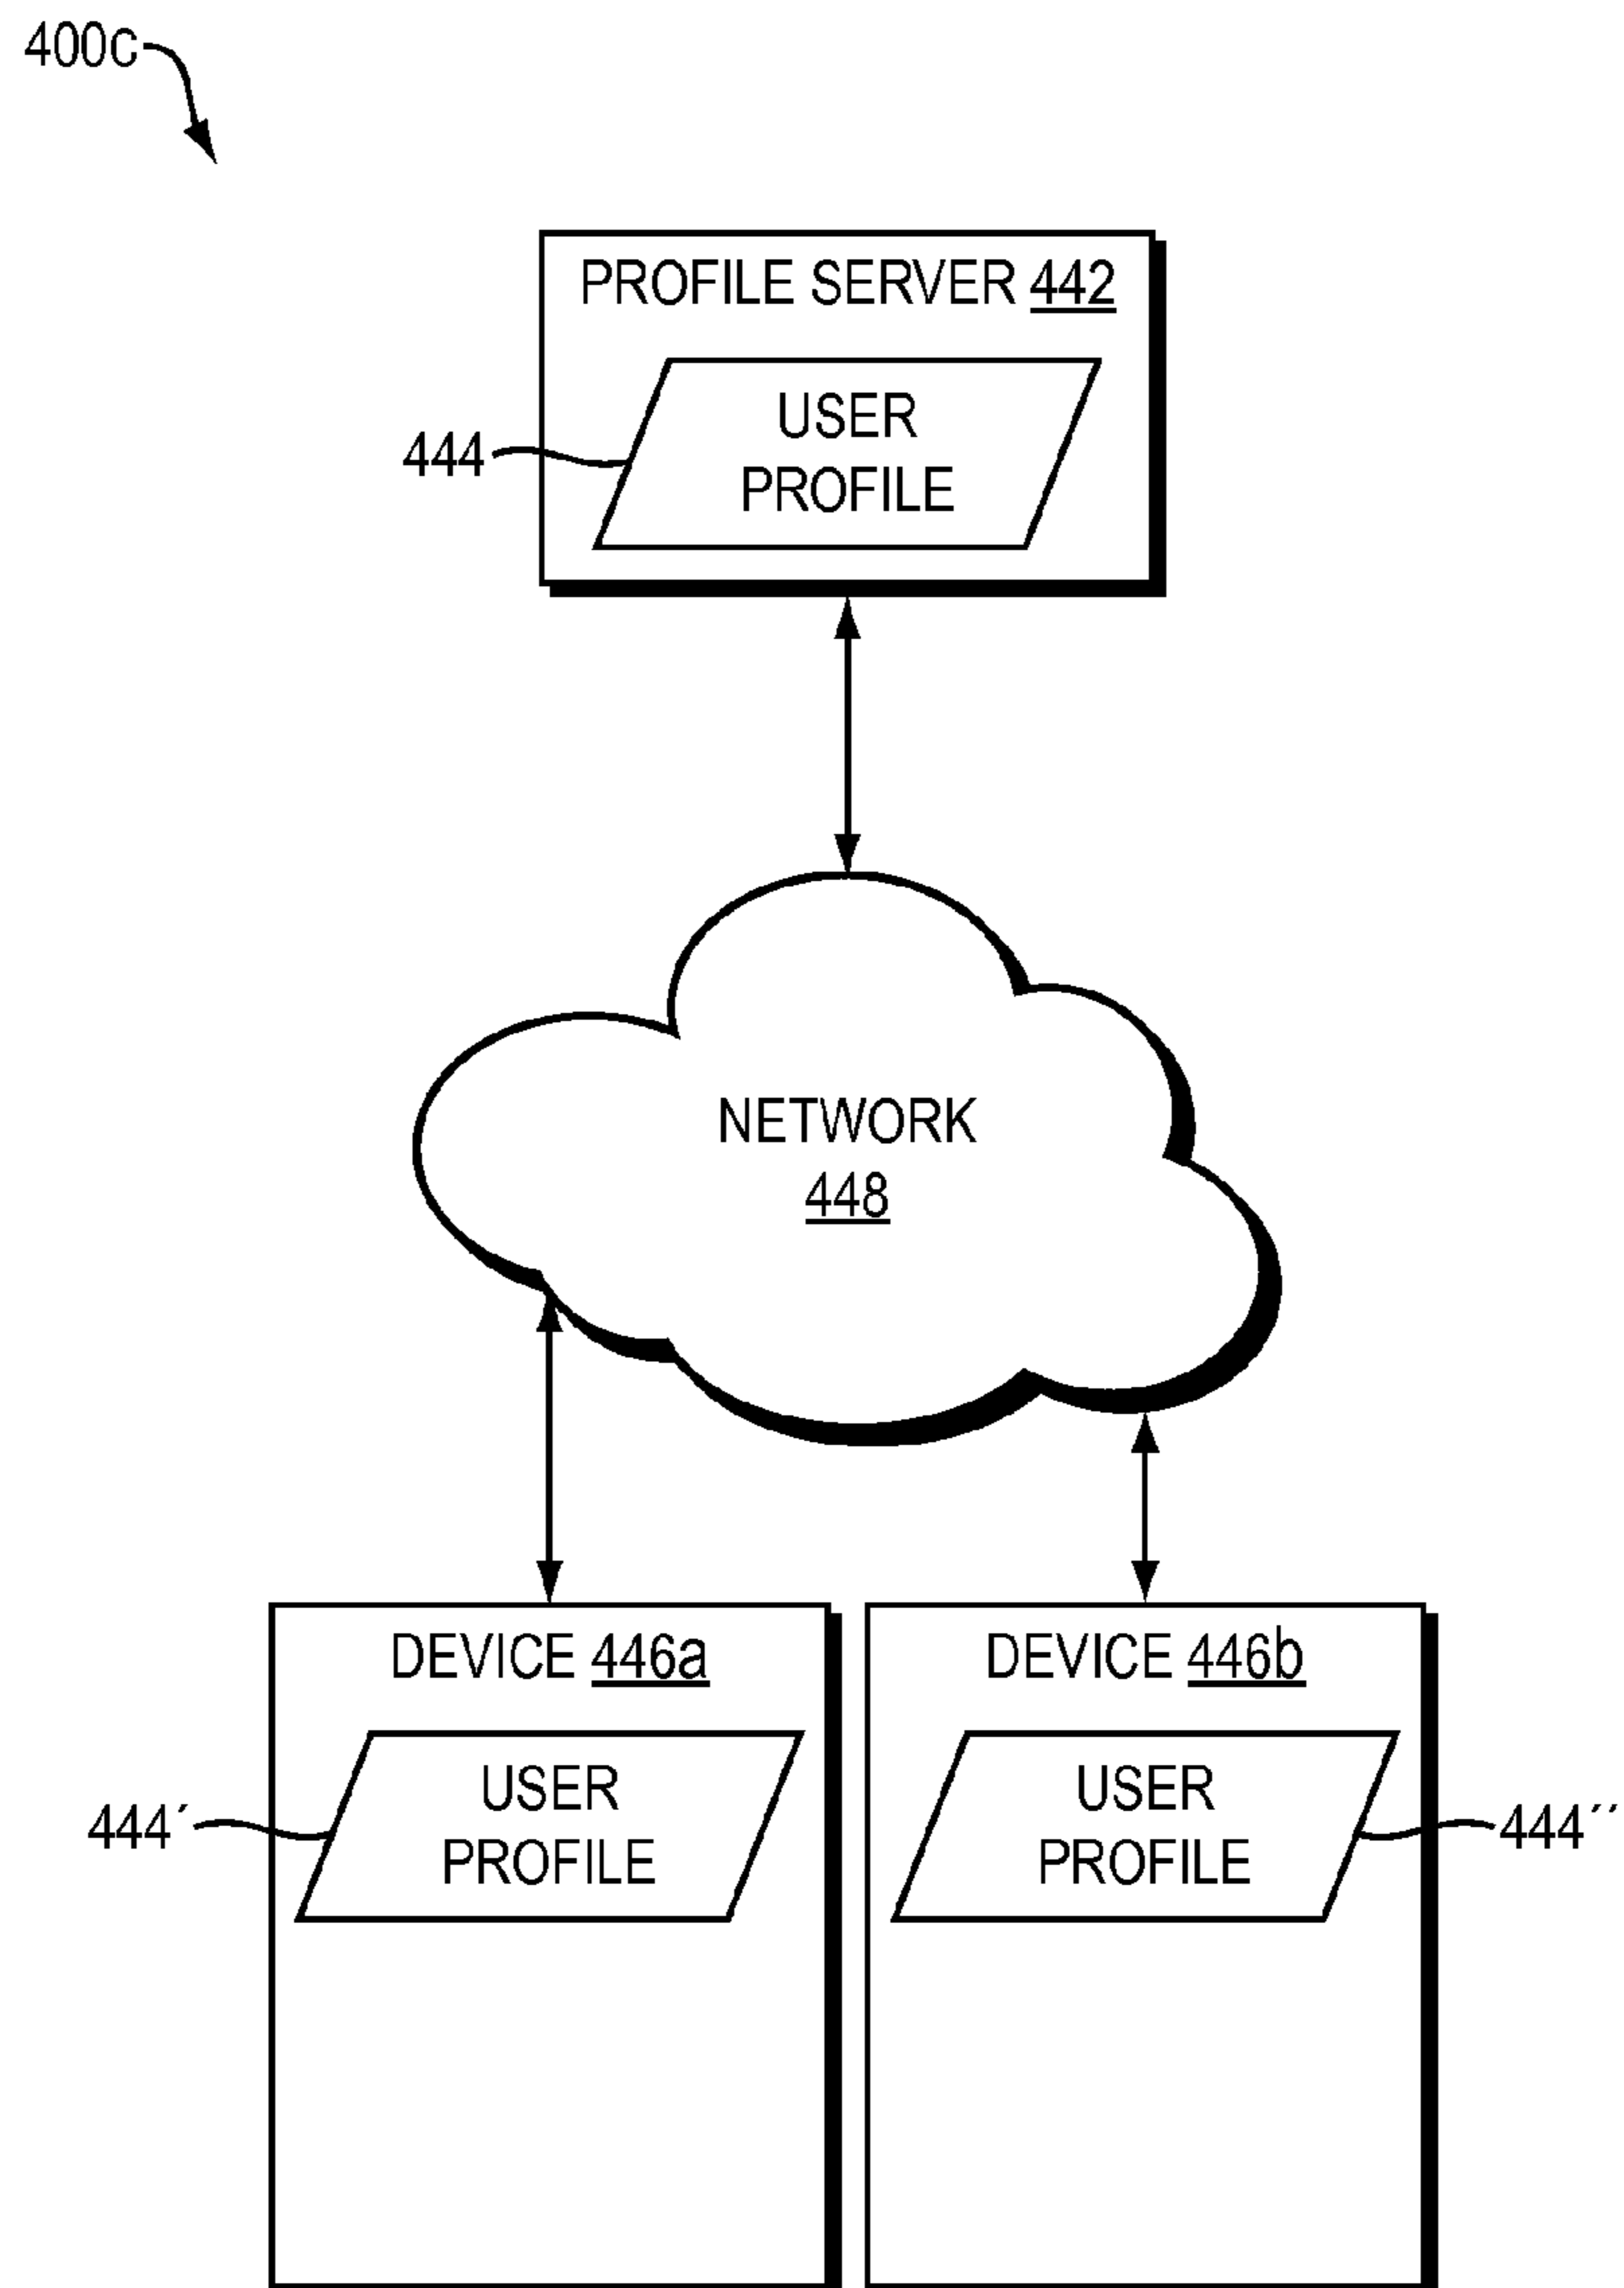 400c
PROFILE SERVER 442
444
USER
PROFILE
NETWORK
448
DEVICE 446a
DEVICE 446b
444´
USER
PROFILE
USER
PROFILE
444´´